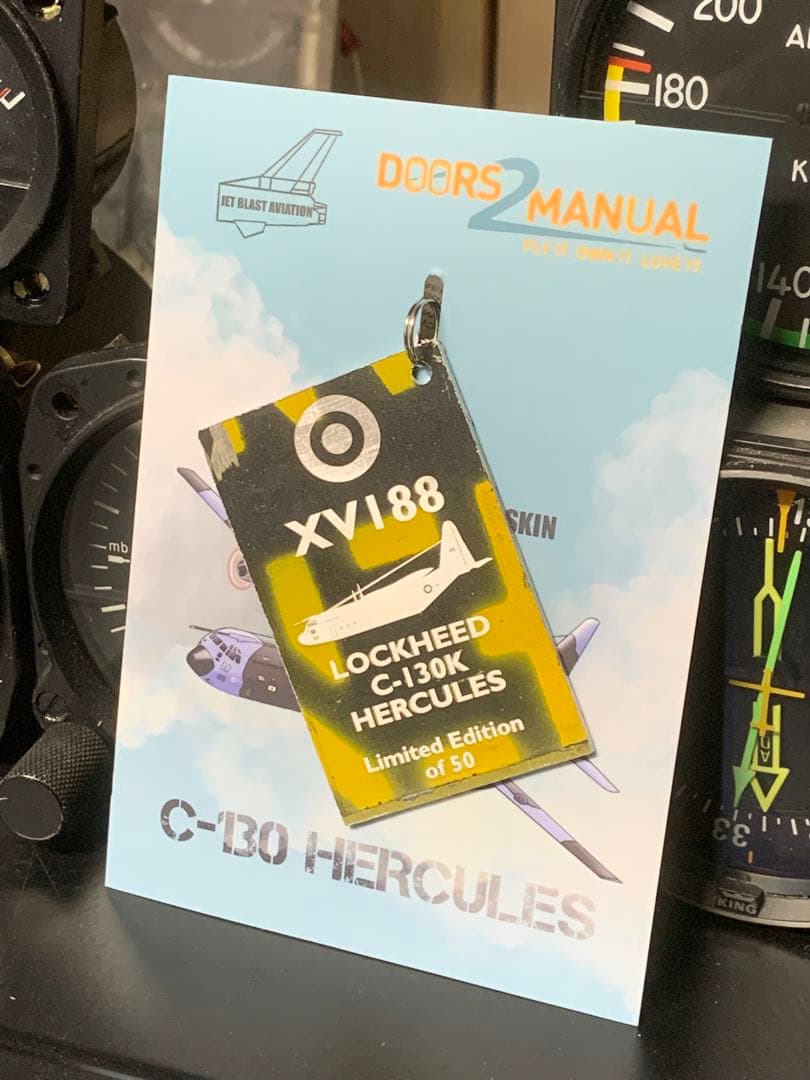 JET BLAST AVIATION
DOORS2MANUAL
FLY IT. OWN IT. LOVE IT.
XV188
SKIN
LOCKHEED
C-130K
HERCULES
Limited Edition
of 50
C-130 HERCULES
200
180
140
K
A
mb
33
KING